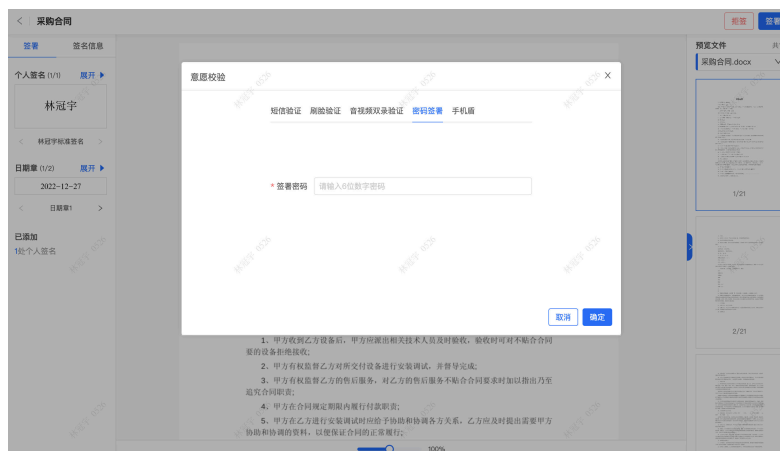 采购合同
拒签
签署
签署
签名信息
个人签名 (1/1)
展开
林冠宇
林冠宇标准签名
日期章 (1/2)
展开
2022-12-27
日期章1
已添加
1处个人签名
意愿校验
短信验证
刷脸验证
音视频双录验证
密码签署
手机盾
* 签署密码
请输入6位数字密码
取消
确定
1、甲方收到乙方设备后，甲方应派出相关技术人员及时验收，验收时可对不贴合合同
要的设备拒绝接收;
2、甲方有权监督乙方对所交付设备进行安装调试，并督导完成;
3、甲方有权监督乙方的售后服务，对乙方的售后服务不贴合合同要求时加以指出乃至
追究合同职责;
4、甲方在合同规定期限内履行付款职责;
5、甲方在乙方进行安装调试时应给予协助和协调各方关系，乙方应及时提出需要甲方
协助和协调的资料，以便保证合同的正常履行;
100%
预览文件
共
采购合同.docx
1/21
2/21
林冠宇 9526